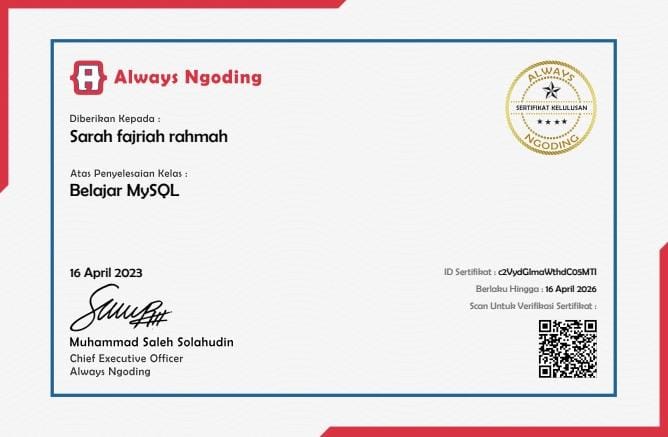 Always Ngoding
ALWAYS
SERTIFIKAT KELULUSAN
NGODING
Diberikan Kepada :
Sarah fajriah rahmah
Atas Penyelesaian Kelas :
Belajar MySQL
16 April 2023
Muhammad Saleh Solahudin
Chief Executive Officer
Always Ngoding
ID Sertifikat : c2VydGlmaWthdC05MTI
Berlaku Hingga : 16 April 2026
Scan Untuk Verifikasi Sertifikat :